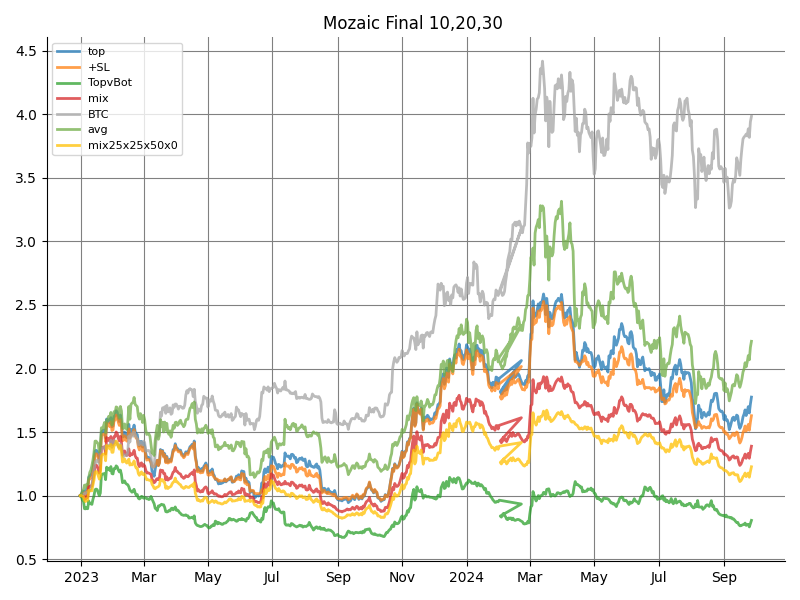 Mozaic Final 10,20,30
top
+SL
TopvBot
mix
BTC
avg
mix25x25x50x0
4.5
4.0
3.5
3.0
2.5
2.0
1.5
1.0
0.5
2023 Mar May Jul Sep Nov 2024 Mar May Jul Sep